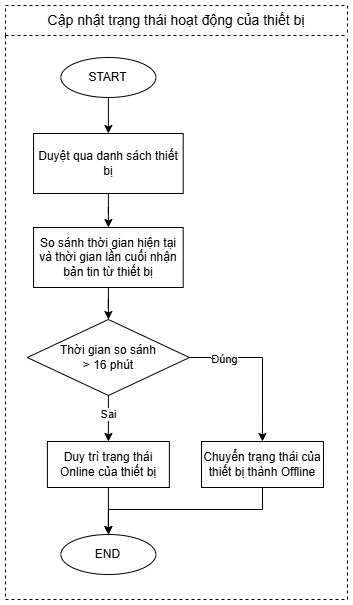 Cập nhật trạng thái hoạt động của thiết bị
START
Duyệt qua danh sách thiết
bị
So sánh thời gian hiện tại
và thời gian lần cuối nhận
bản tin từ thiết bị
Thời gian so sánh
> 16 phút
Đúng
Sai
Duy trì trạng thái
Online của thiết bị
Chuyển trạng thái của
thiết bị thành Offline
END